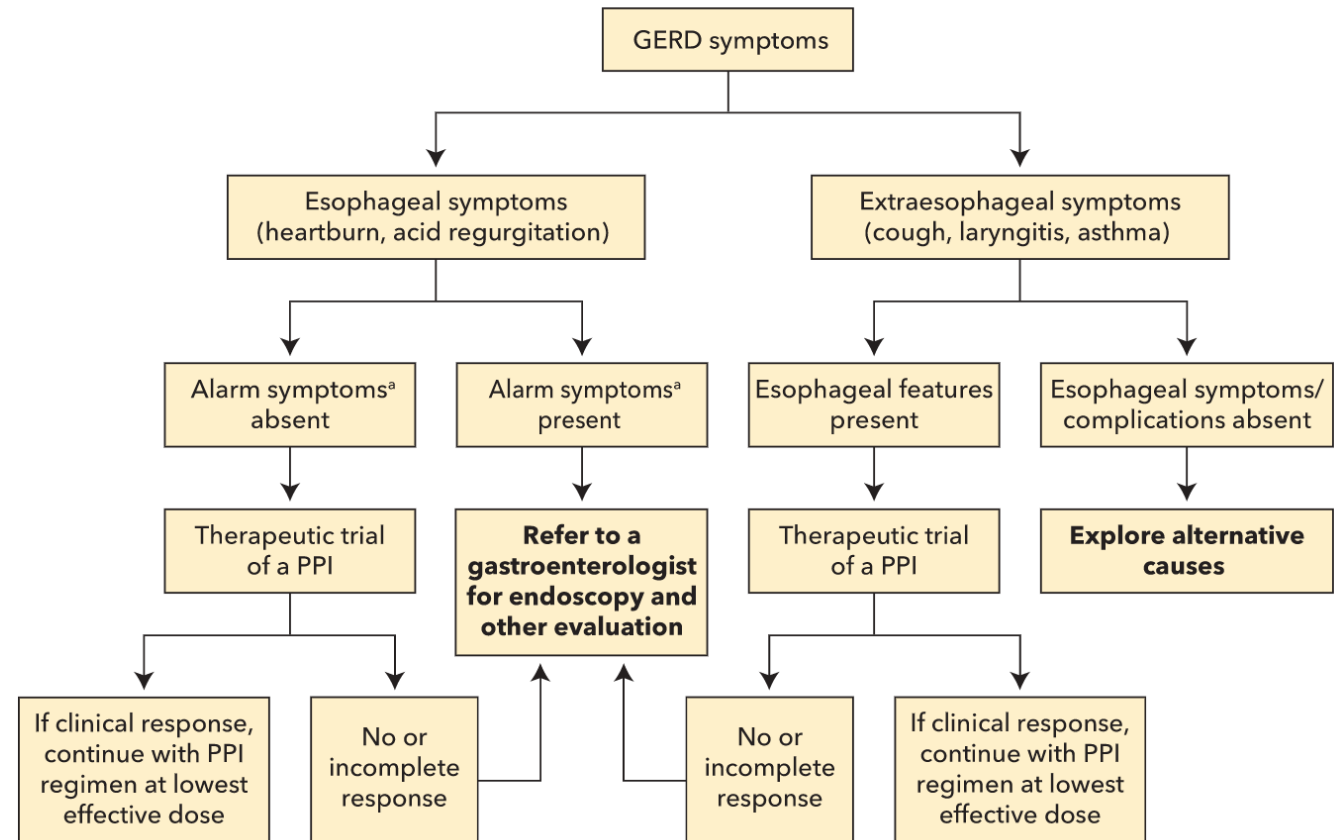 GERD symptoms
Esophageal symptoms
(heartburn, acid regurgitation)
Extraesophageal symptoms
(cough, laryngitis, asthma)
Alarm symptomsᵃ
absent
Alarm symptomsᵃ
present
Esophageal features
present
Esophageal symptoms/
complications absent
Therapeutic trial
of a PPI
Refer to a
gastroenterologist
for endoscopy and
other evaluation
Therapeutic trial
of a PPI
Explore alternative
causes
If clinical response,
continue with PPI
regimen at lowest
effective dose
No or
incomplete
response
No or
incomplete
response
If clinical response,
continue with PPI
regimen at lowest
effective dose